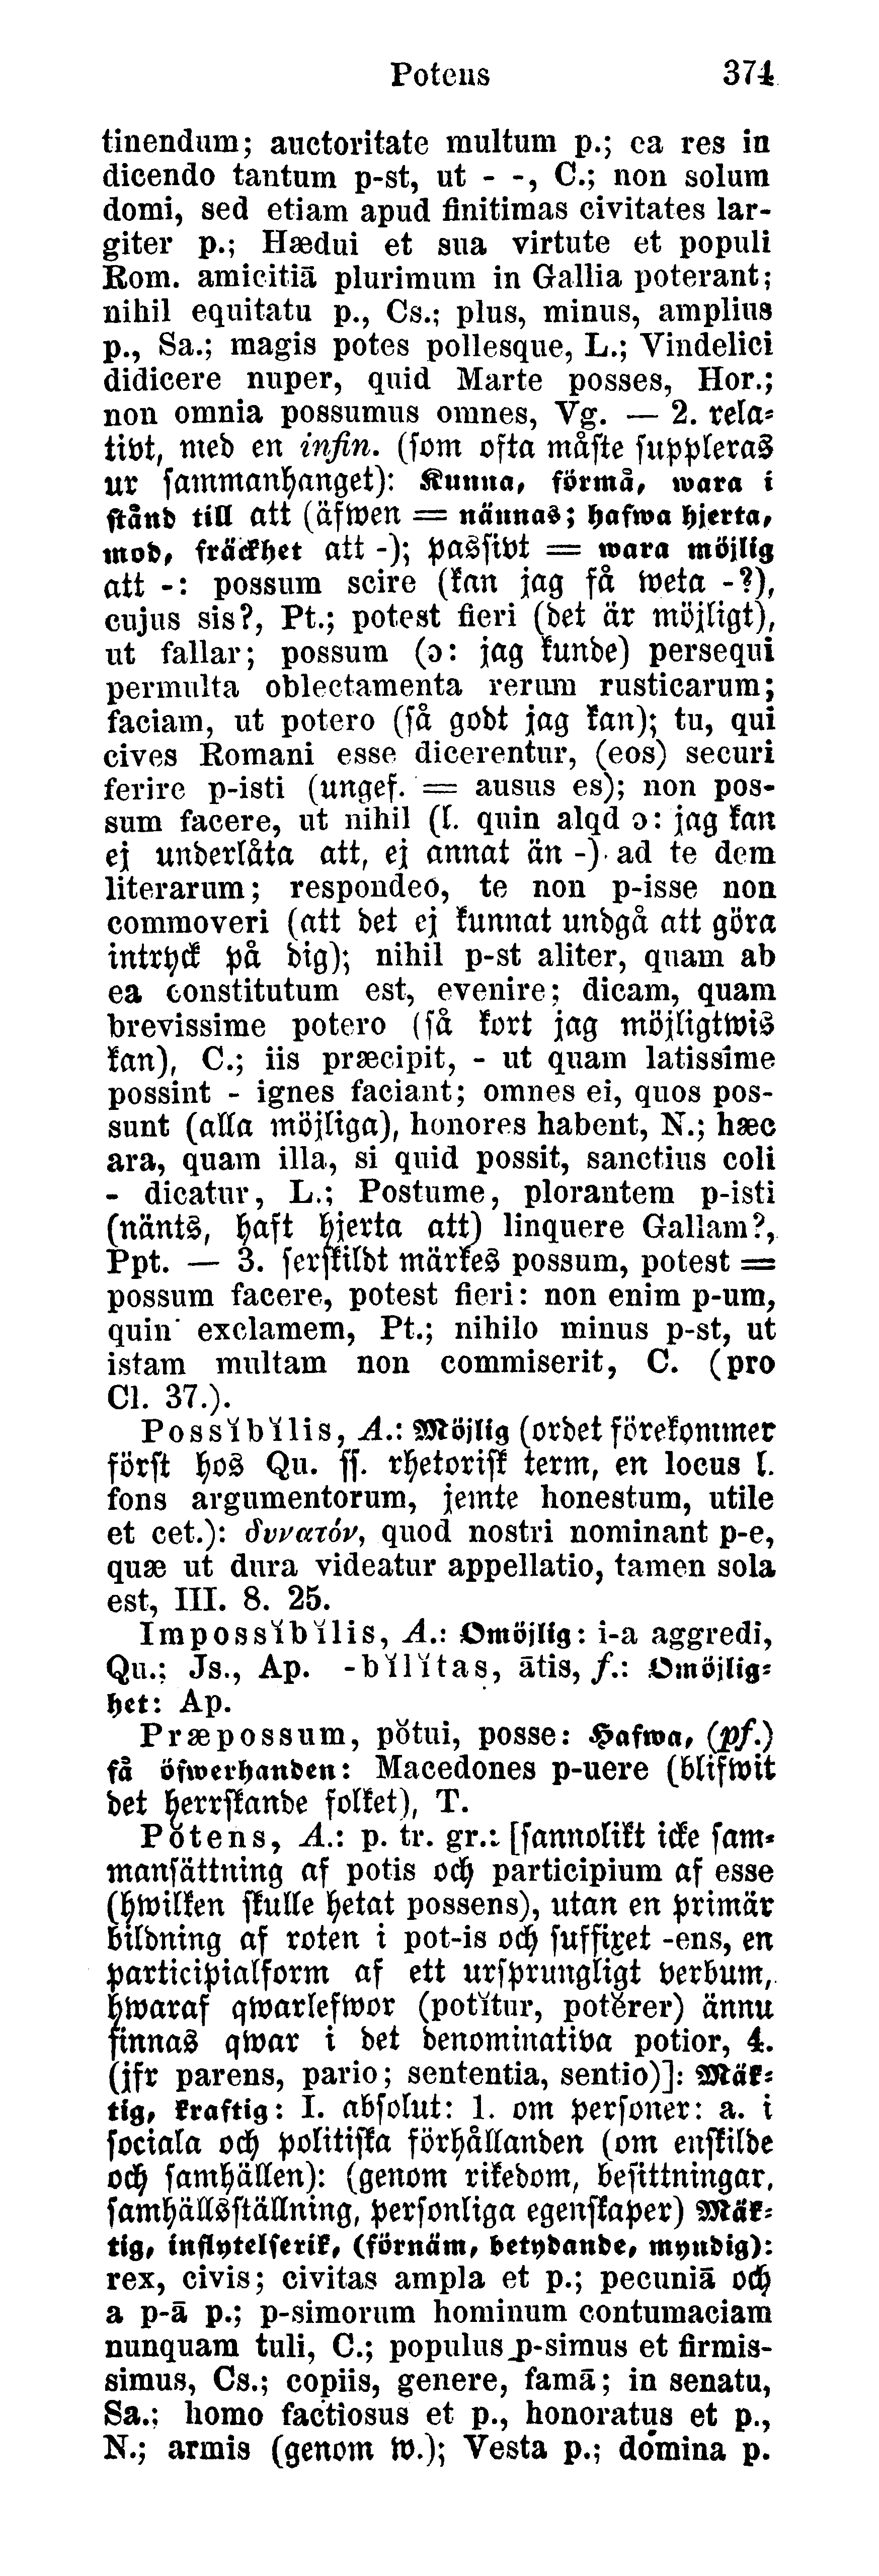 Potens 374
tinendum; auctoritate multum p.; ea res in
dicendo tantum p-st, ut - -, C.; non solum
domi, sed etiam apud finitimas civitates lar-
giter p.; Hædui et sua virtute et populi
Rom. amicitiā plurimum in Gallia poterant;
nihil equitatu p., Cs.; plus, minus, amplius
p., Sa.; magis potes pollesque, L.; Vindelici
didicere nuper, quid Marte posses, Hor.;
non omnia possumus omnes, Vg. — 2. rela-
tivt, med en infin. (som ofta måste suppleras
ur sammanhanget): Kunna, förmå, wara i
stånd till att (äfwen = nännas; hafwa hjerta,
mod, fräckhet att -); passivt = wara möjlig
att -: possum scire (kan jag få weta -?),
cujus sis?, Pt.; potest fieri (det är möjligt),
ut fallar; possum (ɔ: jag kunde) persequi
permulta oblectamenta rerum rusticarum;
faciam, ut potero (så godt jag kan); tu, qui
cives Romani esse dicerentur, (eos) securi
ferire p-isti (ungef. = ausus es); non pos-
sum facere, ut nihil (l. quin alqd ɔ: jag kan
ej underlåta att, ej annat än -) ad te dem
literarum; respondeo, te non p-isse non
commoveri (att det ej kunnat undgå att göra
intryck på dig); nihil p-st aliter, quam ab
ea constitutum est, evenire; dicam, quam
brevissime potero (så kort jag möjligtwis
kan), C.; iis præcipit, - ut quam latissime
possint - ignes faciant; omnes ei, quos pos-
sunt (alla möjliga), honores habent, N.; hæc
ara, quam illa, si quid possit, sanctius coli
- dicatur, L.; Postume, plorantem p-isti
(nänts, haft hjerta att) linquere Gallam?,
Ppt. — 3. serskildt märkes possum, potest =
possum facere, potest fieri: non enim p-um,
quin exclamem, Pt.; nihilo minus p-st, ut
istam multam non commiserit, C. (pro
Cl. 37.).
Possĭbĭlis, A.: Möjlig (ordet förekommer
först hos Qu. ss. rhetorisk term, en locus l.
fons argumentorum, jemte honestum, utile
et cet.): δυνατόν, quod nostri nominant p-e,
quæ ut dura videatur appellatio, tamen sola
est, III. 8. 25.
Impossĭbĭlis, A.: Omöjlig: i-a aggredi,
Qu.; Js., Ap. -bĭlĭtas, ātis, f.: Omöjlig-
het: Ap.
Præpossum, pŏtui, posse: Hafwa, (pf.)
få öfwerhanden: Macedones p-uere (blifwit
det herrskande folket), T.
Pŏtens, A.: p. tr. gr.: [sannolikt icke sam-
mansättning af potis och participium af esse
(hwilken skulle hetat possens), utan en primär
bildning af roten i pot-is och suffixet -ens, en
participialform af ett ursprungligt verbum,
hwaraf qwarlefwor (potĭtur, potĕrer) ännu
finnas qwar i det denominativa potior, 4.
(jfr parens, pario; sententia, sentio)]: Mäk-
tig, kraftig: I. absolut: 1. om personer: a. i
sociala och politiska förhållanden (om enskilde
och samhällen): (genom rikedom, besittningar,
samhällsställning, personliga egenskaper) Mäk-
tig, inflytelserik, (förnäm, betydande, myndig):
rex, civis; civitas ampla et p.; pecuniā och
a p-ā p.; p-simorum hominum contumaciam
nunquam tuli, C.; populus p-simus et firmis-
simus, Cs.; copiis, genere, famā; in senatu,
Sa.; homo factiosus et p., honoratus et p.,
N.; armis (genom w.); Vesta p.; domina p.